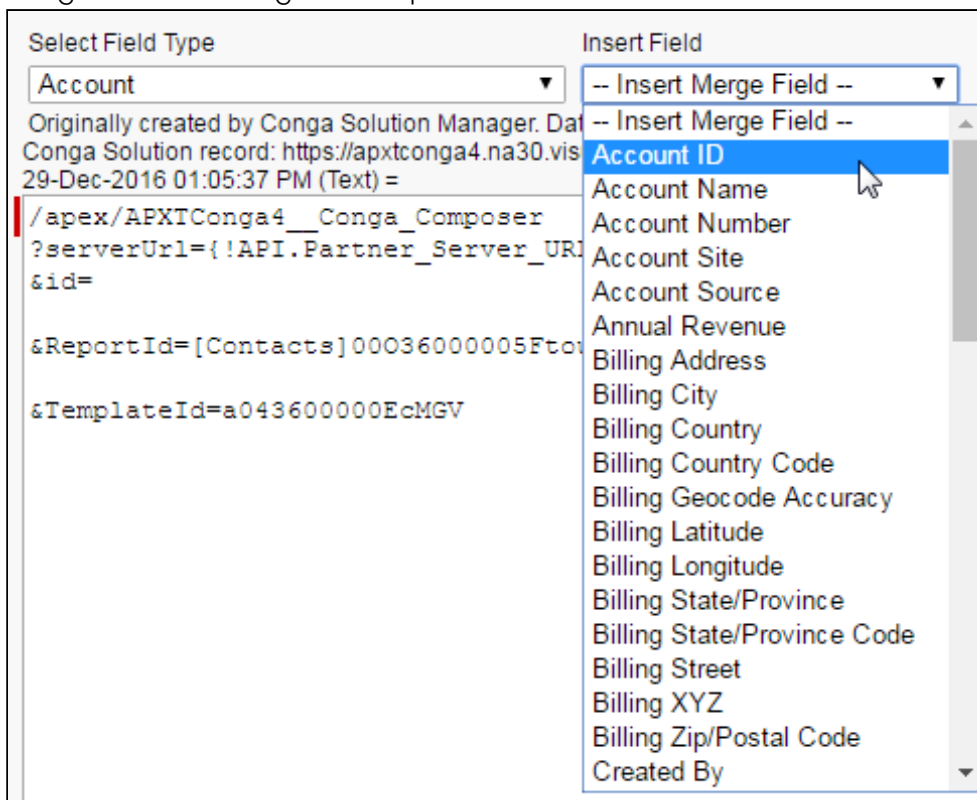 Select Field Type
Insert Field
Account
-- Insert Merge Field --
Originally created by Conga Solution Manager. Dat
Conga Solution record: https://apxtconga4.na30.vis
29-Dec-2016 01:05:37 PM (Text) =
/apex/APXTConga4__Conga_Composer
?serverUrl={!API.Partner_Server_URL
&id=
&ReportId=[Contacts]00O36000005Ftou
&TemplateId=a043600000EcMGV
-- Insert Merge Field --
Account ID
Account Name
Account Number
Account Site
Account Source
Annual Revenue
Billing Address
Billing City
Billing Country
Billing Country Code
Billing Geocode Accuracy
Billing Latitude
Billing Longitude
Billing State/Province
Billing State/Province Code
Billing Street
Billing XYZ
Billing Zip/Postal Code
Created By